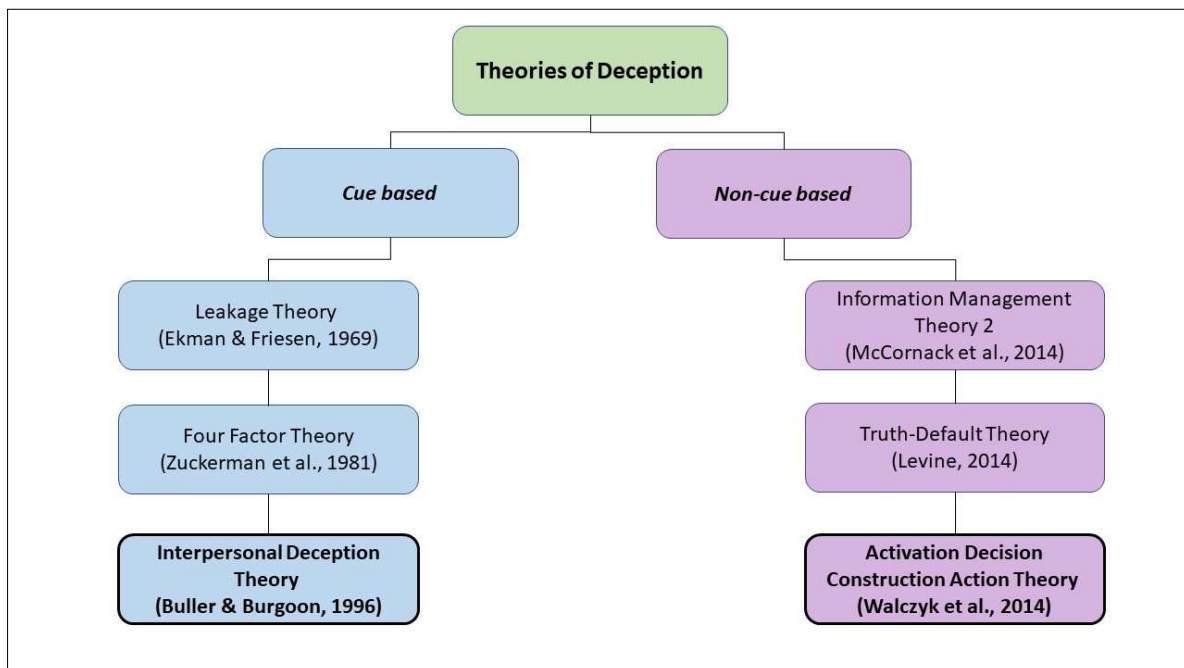 Theories of Deception
Cue based
Non-cue based
Leakage Theory
(Ekman & Friesen, 1969)
Information Management
Theory 2
(McCornack et al., 2014)
Four Factor Theory
(Zuckerman et al., 1981)
Truth-Default Theory
(Levine, 2014)
Interpersonal Deception
Theory
(Buller & Burgoon, 1996)
Activation Decision
Construction Action Theory
(Walczyk et al., 2014)